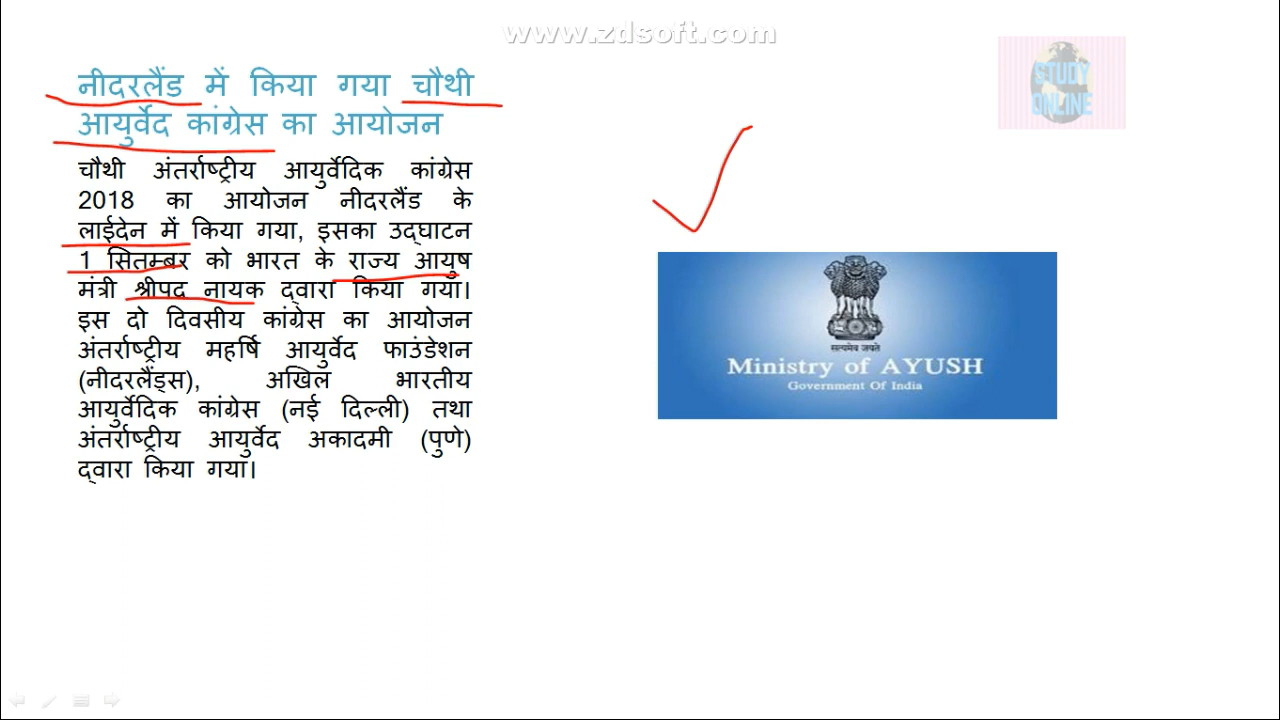 www.zdsoft.com
STUDY
ONLINE
नीदरलैंड में किया गया चौथी
आयुर्वेद कांग्रेस का आयोजन
चौथी अंतर्राष्ट्रीय आयुर्वेदिक कांग्रेस
2018 का आयोजन नीदरलैंड के
लाईदेन में किया गया, इसका उद्घाटन
1 सितम्बर को भारत के राज्य आयुष
मंत्री श्रीपद नायक द्वारा किया गया।
इस दो दिवसीय कांग्रेस का आयोजन
अंतर्राष्ट्रीय महर्षि आयुर्वेद फाउंडेशन
(नीदरलैंड्स), अखिल भारतीय
आयुर्वेदिक कांग्रेस (नई दिल्ली) तथा
अंतर्राष्ट्रीय आयुर्वेद अकादमी (पुणे)
द्वारा किया गया।
सत्यमेव जयते
Ministry of AYUSH
Government Of India